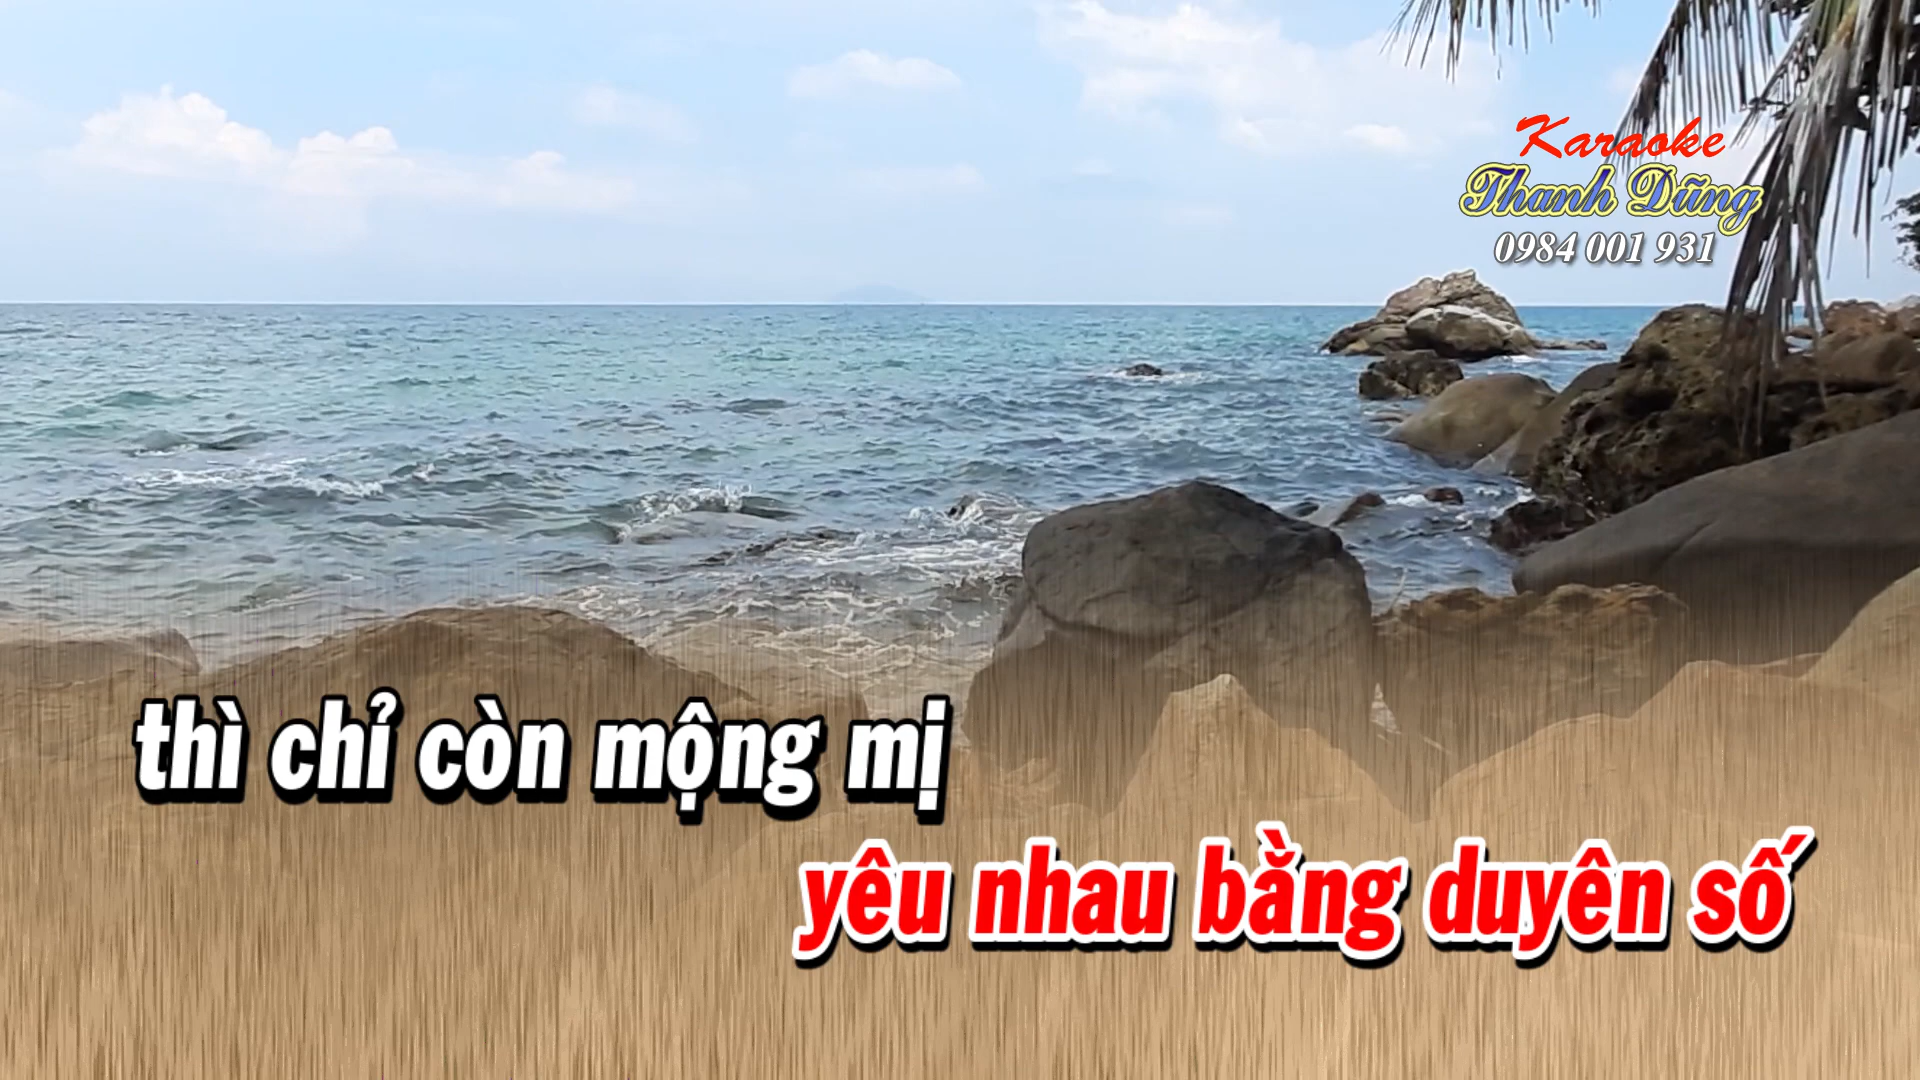 Karaoke
Thanh Dũng
0984 001 931
thì chỉ còn mộng mị
yêu nhau bằng duyên số